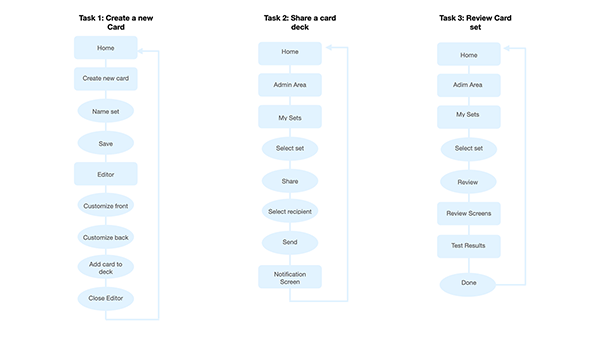 Task 1: Create a new
Card
Home
Create new card
Name set
Save
Editor
Customize front
Customize back
Add card to
deck
Close Editor
Task 2: Share a card
deck
Home
Admin Area
My Sets
Select set
Share
Select recipient
Send
Notification
Screen
Task 3: Review Card
set
Home
Adim Area
My Sets
Select set
Review
Review Screens
Test Results
Done